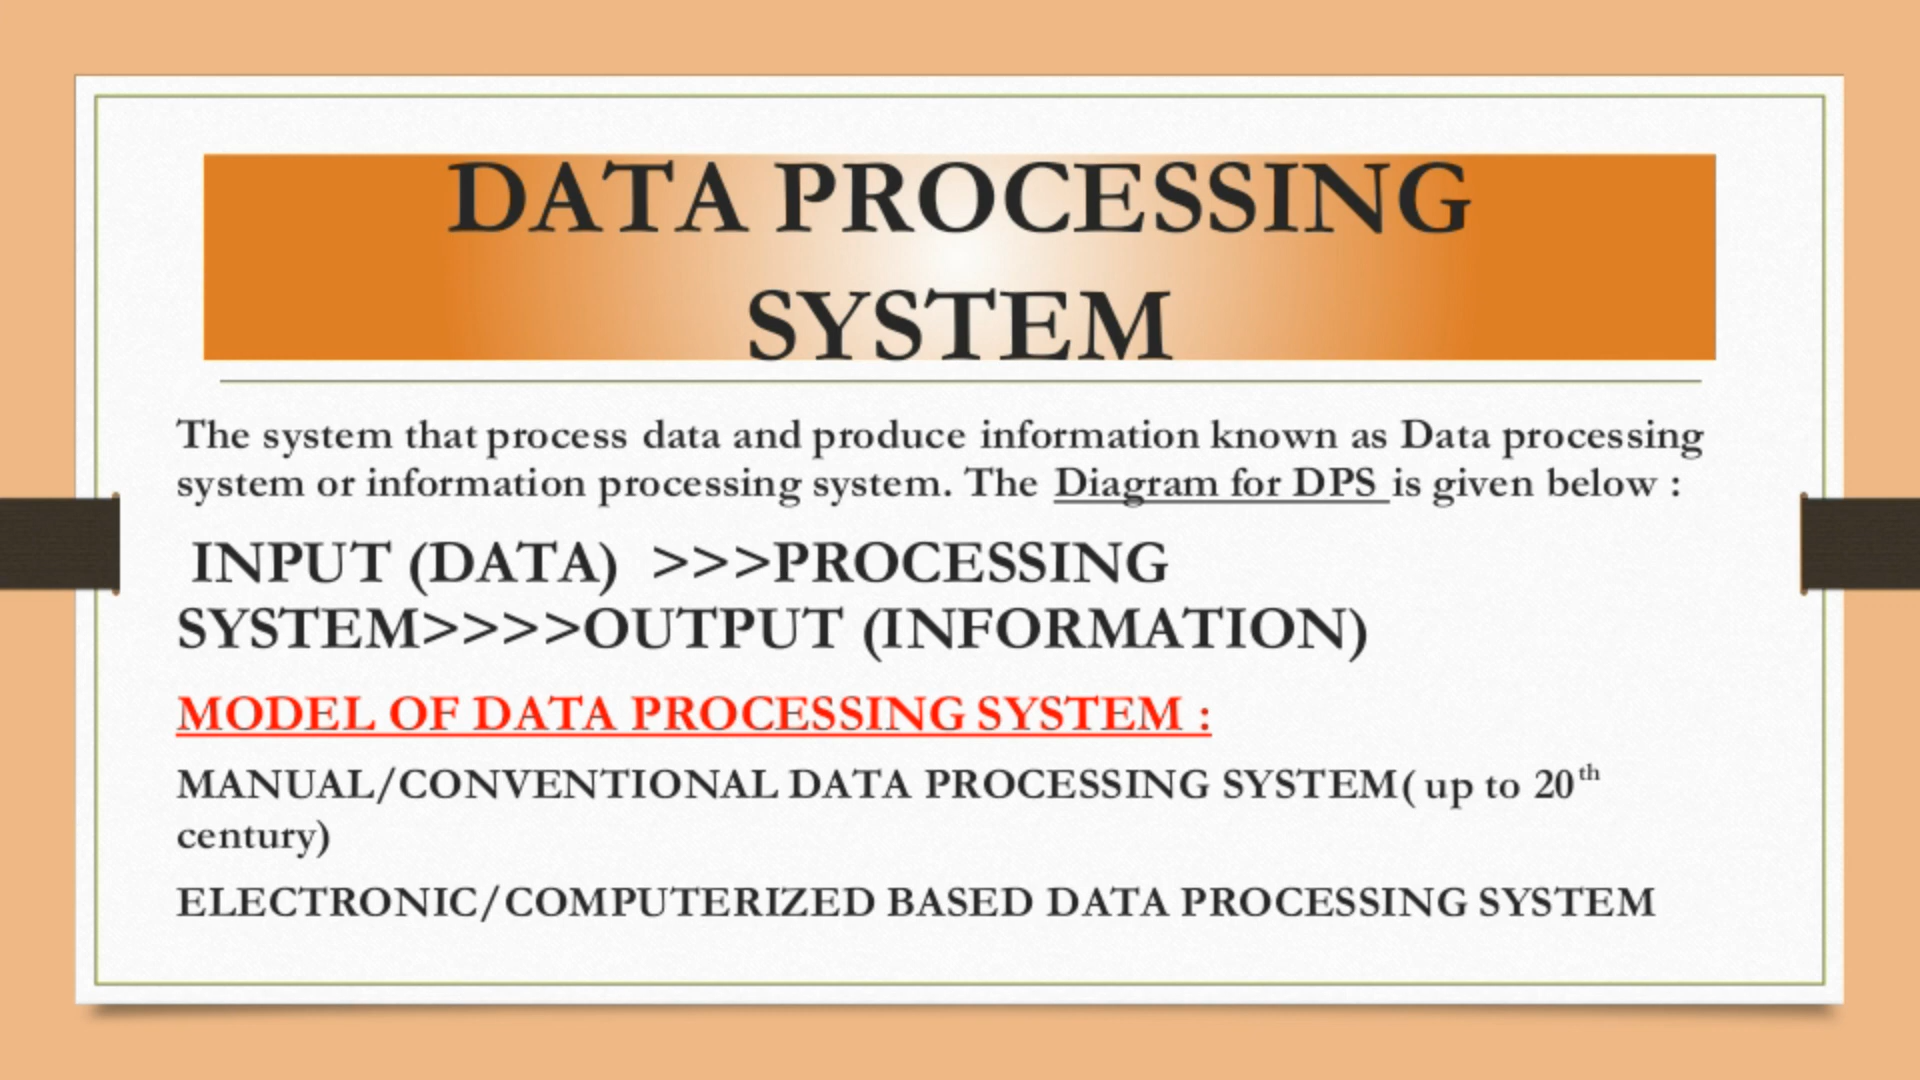 DATA PROCESSING
SYSTEM
The system that process data and produce information known as Data processing
system or information processing system. The Diagram for DPS is given below :
INPUT (DATA) >>>PROCESSING
SYSTEM>>>>OUTPUT (INFORMATION)
MODEL OF DATA PROCESSING SYSTEM :
MANUAL/CONVENTIONAL DATA PROCESSING SYSTEM( up to 20th
century)
ELECTRONIC/COMPUTERIZED BASED DATA PROCESSING SYSTEM